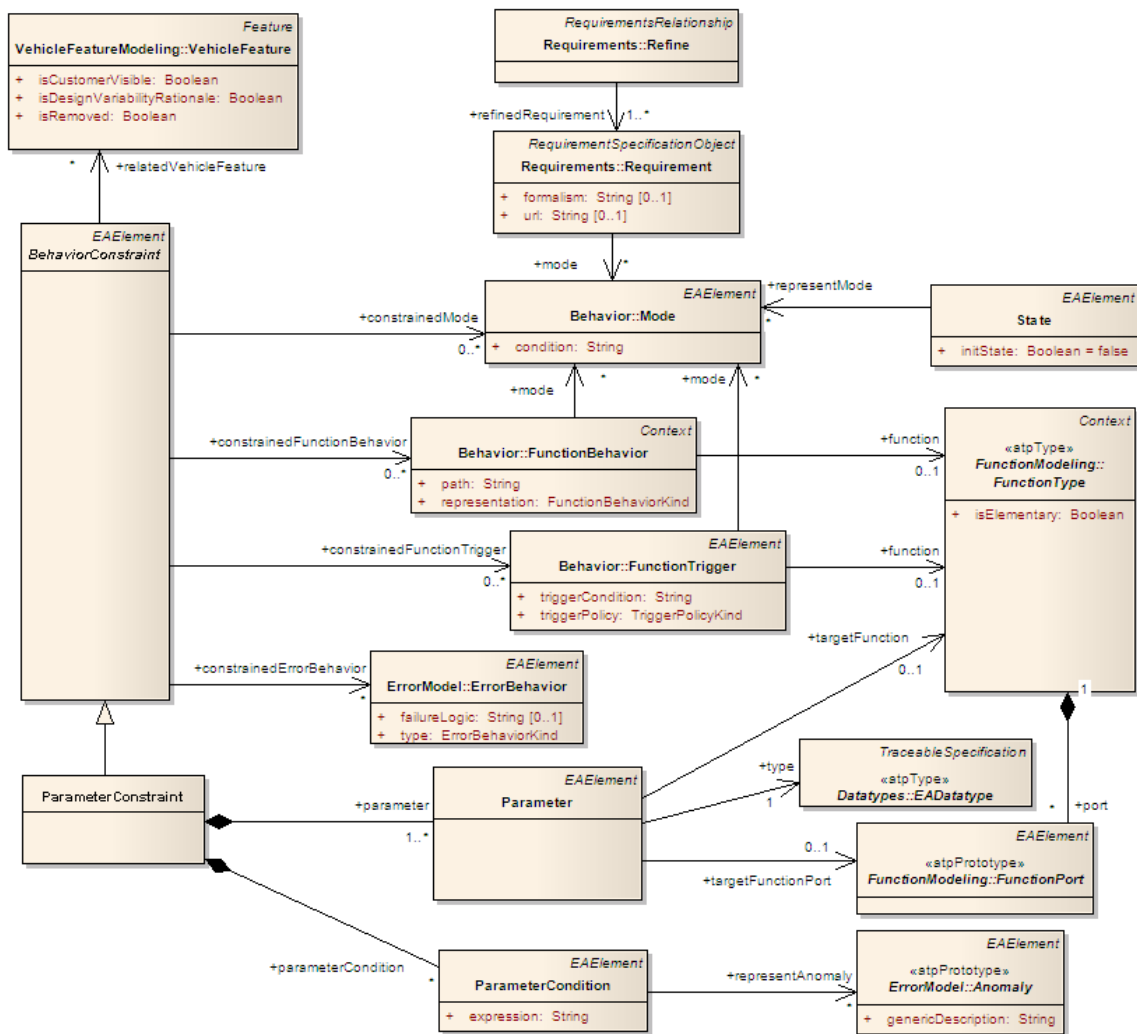 Feature
VehicleFeatureModeling::VehicleFeature
+ isCustomerVisible: Boolean
+ isDesignVariabilityRationale: Boolean
+ isRemoved: Boolean
RequirementsRelationship
Requirements::Refine
+refinedRequirement
1..*
*
+relatedVehicleFeature
RequirementSpecificationObject
Requirements::Requirement
+ formalism: String [0..1]
+ url: String [0..1]
EAElement
BehaviorConstraint
+mode
*
+constrainedMode
0..*
EAElement
Behavior::Mode
+ condition: String
+representMode
*
EAElement
State
+ initState: Boolean = false
+mode
*
+mode
*
+constrainedFunctionBehavior
0..*
Context
Behavior::FunctionBehavior
+ path: String
+ representation: FunctionBehaviorKind
+function
0..1
Context
«atpType»
FunctionModeling::
FunctionType
+ isElementary: Boolean
+constrainedFunctionTrigger
0..*
EAElement
Behavior::FunctionTrigger
+ triggerCondition: String
+ triggerPolicy: TriggerPolicyKind
+function
0..1
+targetFunction
0..1
+constrainedErrorBehavior
*
EAElement
ErrorModel::ErrorBehavior
+ failureLogic: String [0..1]
+ type: ErrorBehaviorKind
1
ParameterConstraint
+parameter
1..*
EAElement
Parameter
+type
1
TraceableSpecification
«atpType»
Datatypes::EADatatype
*
+port
0..1
+targetFunctionPort
EAElement
«atpPrototype»
FunctionModeling::FunctionPort
+parameterCondition
*
EAElement
ParameterCondition
+ expression: String
+representAnomaly
*
EAElement
«atpPrototype»
ErrorModel::Anomaly
+ genericDescription: String